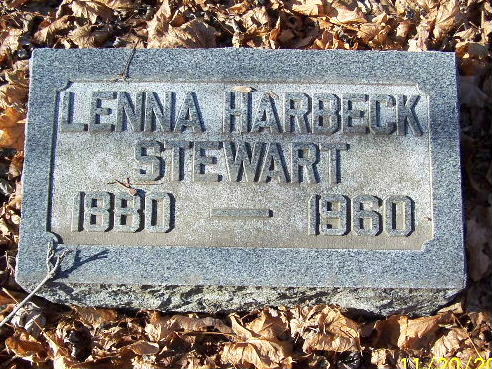 LENNA HARBECK
STEWART
1880 — 1960